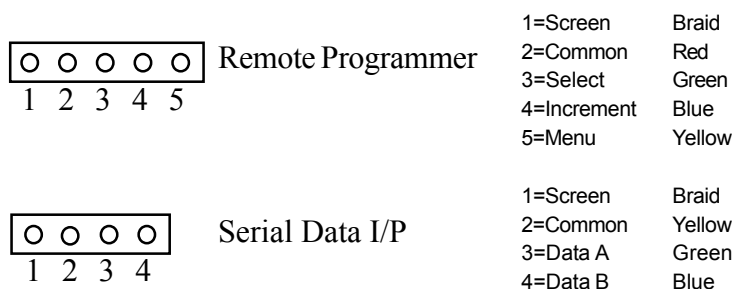 Remote Programmer
1 2 3 4 5
1=Screen Braid
2=Common Red
3=Select Green
4=Increment Blue
5=Menu Yellow
Serial Data I/P
1 2 3 4
1=Screen Braid
2=Common Yellow
3=Data A Green
4=Data B Blue